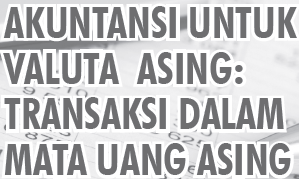 AKUNTANSI UNTUK
VALUTA ASING:
TRANSAKSI DALAM
MATA UANG ASING